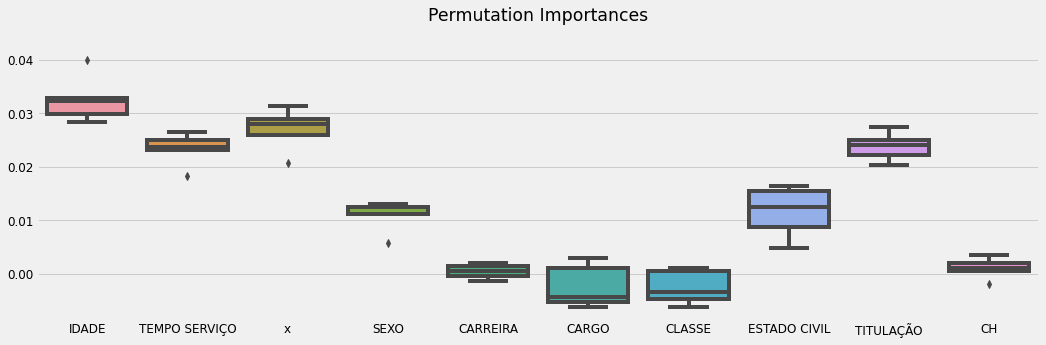 Permutation Importances
0.04
0.03
0.02
0.01
0.00
IDADE TEMPO SERVIÇO x SEXO CARREIRA CARGO CLASSE ESTADO CIVIL TITULAÇÃO CH